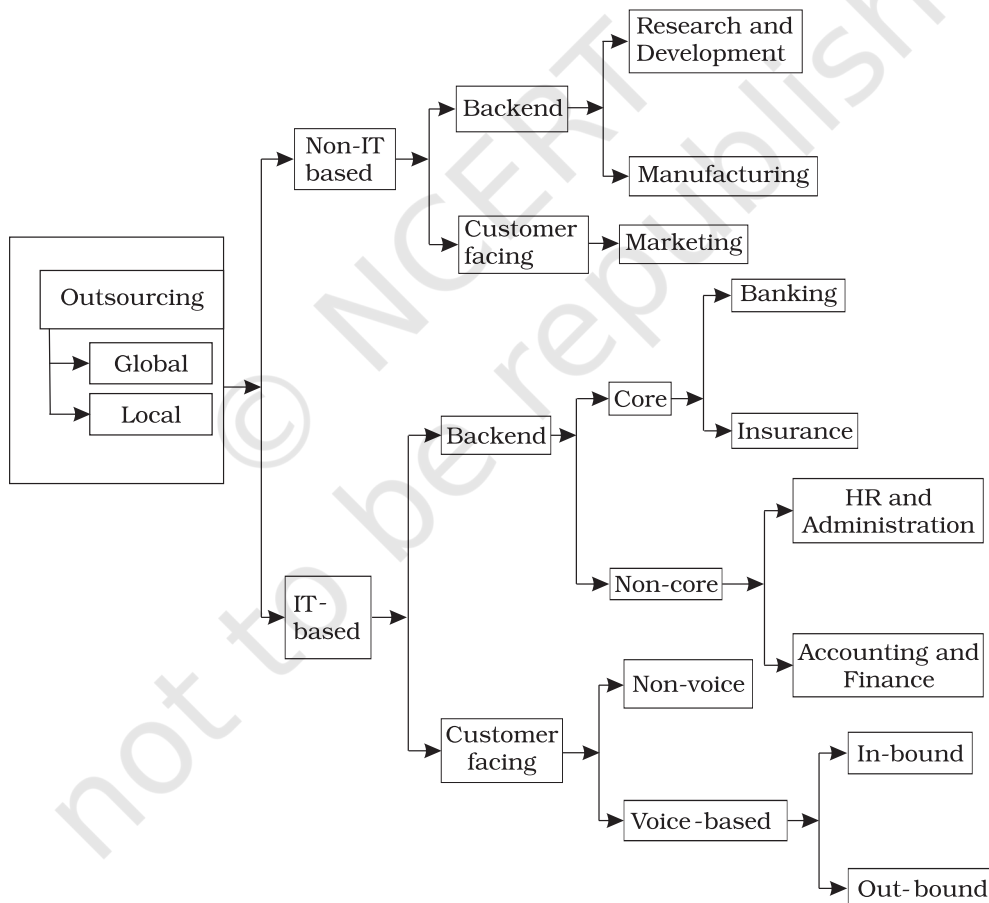 Research and
Development
Backend
Non-IT
based
Manufacturing
Customer
facing
Marketing
Outsourcing
Global
Local
Banking
Core
Backend
Insurance
HR and
Administration
Non-core
IT-
based
Accounting and
Finance
Non-voice
Customer
facing
In-bound
Voice-based
Out-bound
© NCERT
not to be republish